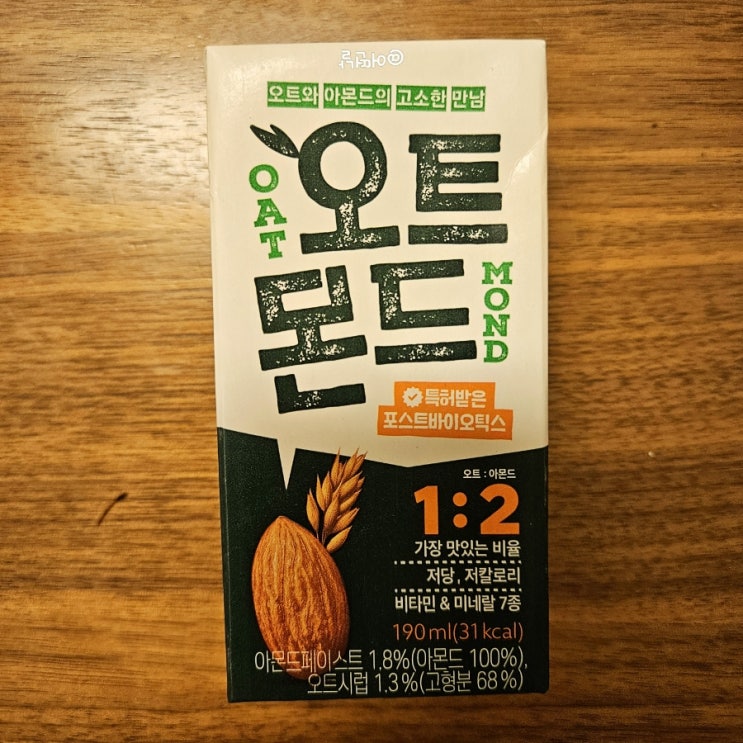 오트와 아몬드의 고소한 만남
OAT
오트
몬드
MOND
특허받은
포스트바이오틱스
오트 : 아몬드
1:2
가장 맛있는 비율
저당, 저칼로리
비타민 & 미네랄 7종
190 ml(31 kcal)
아몬드페이스트 1.8%(아몬드 100%),
오트시럽 1.3%(고형분 68%)